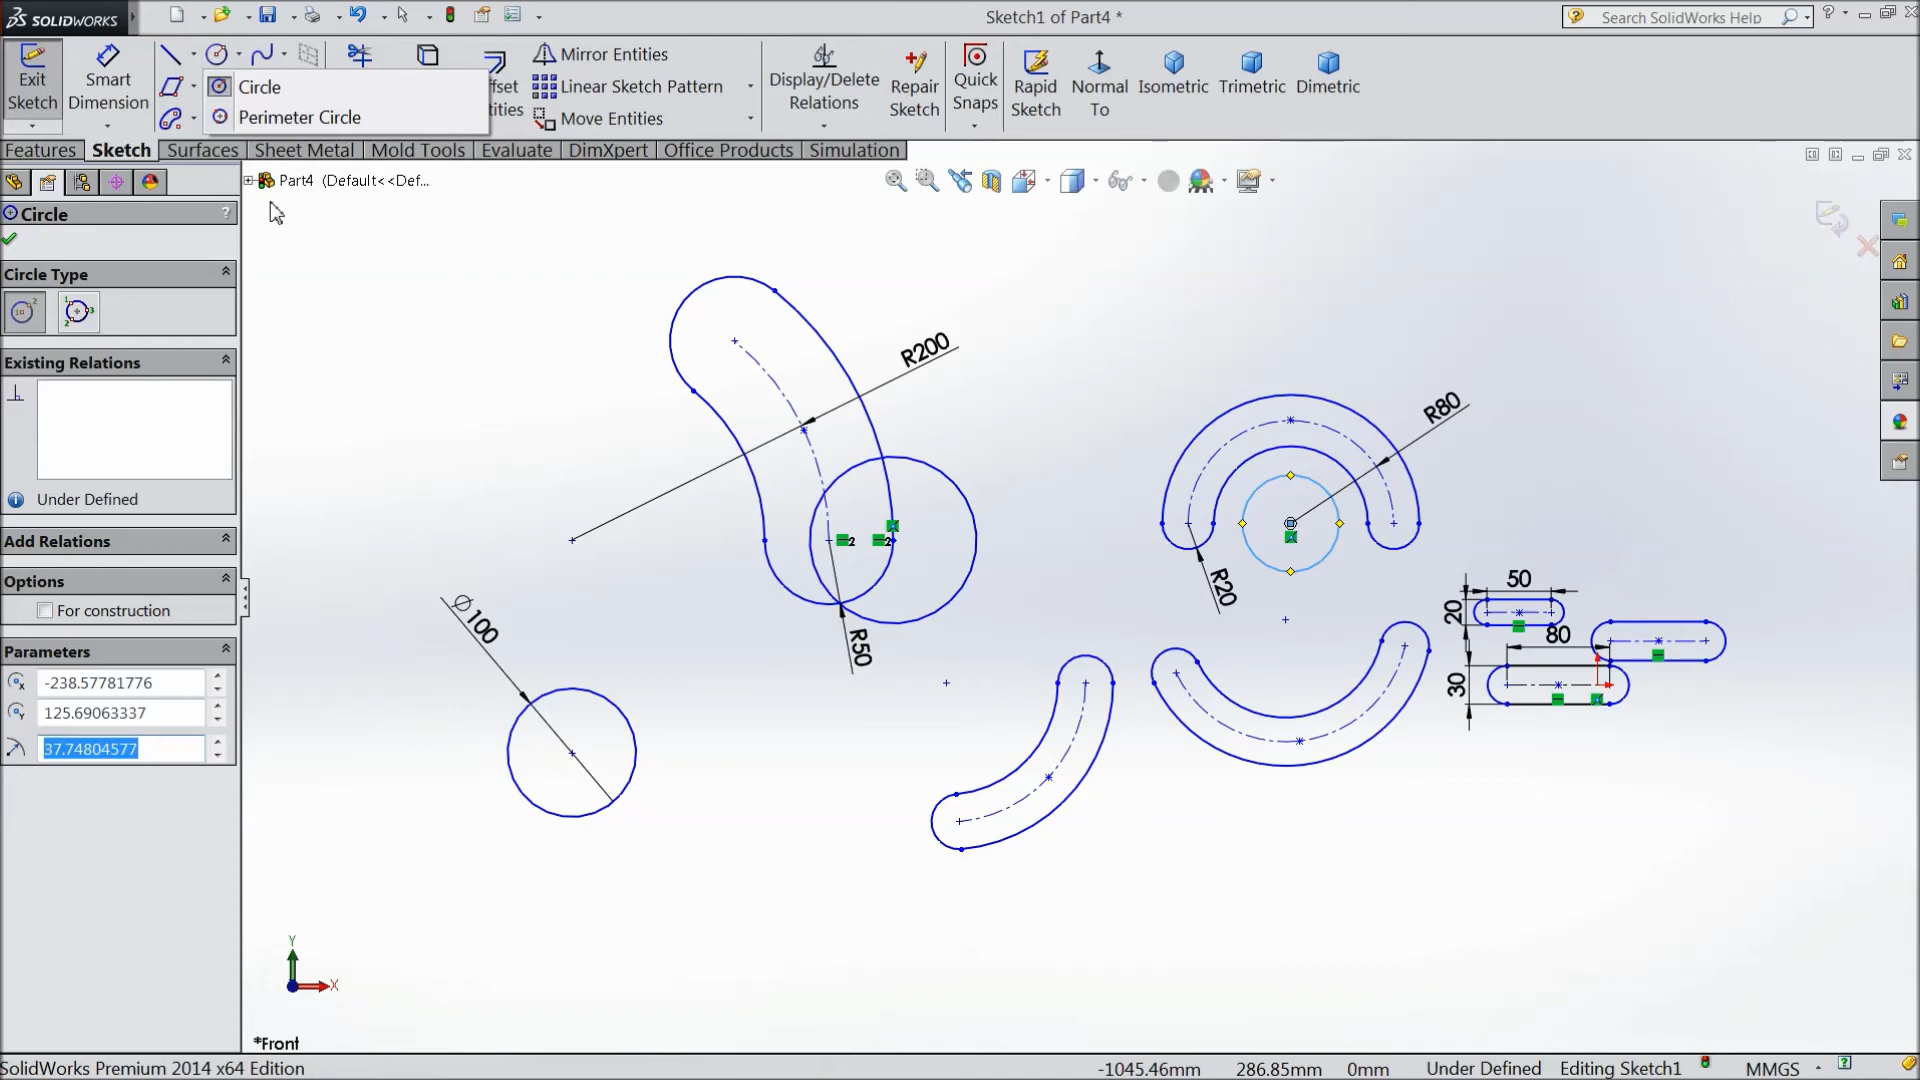 SOLIDWORKS
Sketch1 of Part4 *
Search SolidWorks Help
Exit Sketch
Smart Dimension
Circle
Perimeter Circle
Mirror Entities
Linear Sketch Pattern
Move Entities
Display/Delete Relations
Repair Sketch
Quick Snaps
Rapid Sketch
Normal To
Isometric
Trimetric
Dimetric
Features Sketch Surfaces Sheet Metal Mold Tools Evaluate DimXpert Office Products Simulation
Part4 (Default<<Def...
Circle ?
Circle Type
Existing Relations
Under Defined
Add Relations
Options
For construction
Parameters
-238.57781776
125.69063337
37.74804577
R200
R80
R20
R50
∅100
50
20
80
30
2
2
Y
X
*Front
SolidWorks Premium 2014 x64 Edition
-1045.46mm 286.85mm 0mm Under Defined Editing Sketch1 MMGS